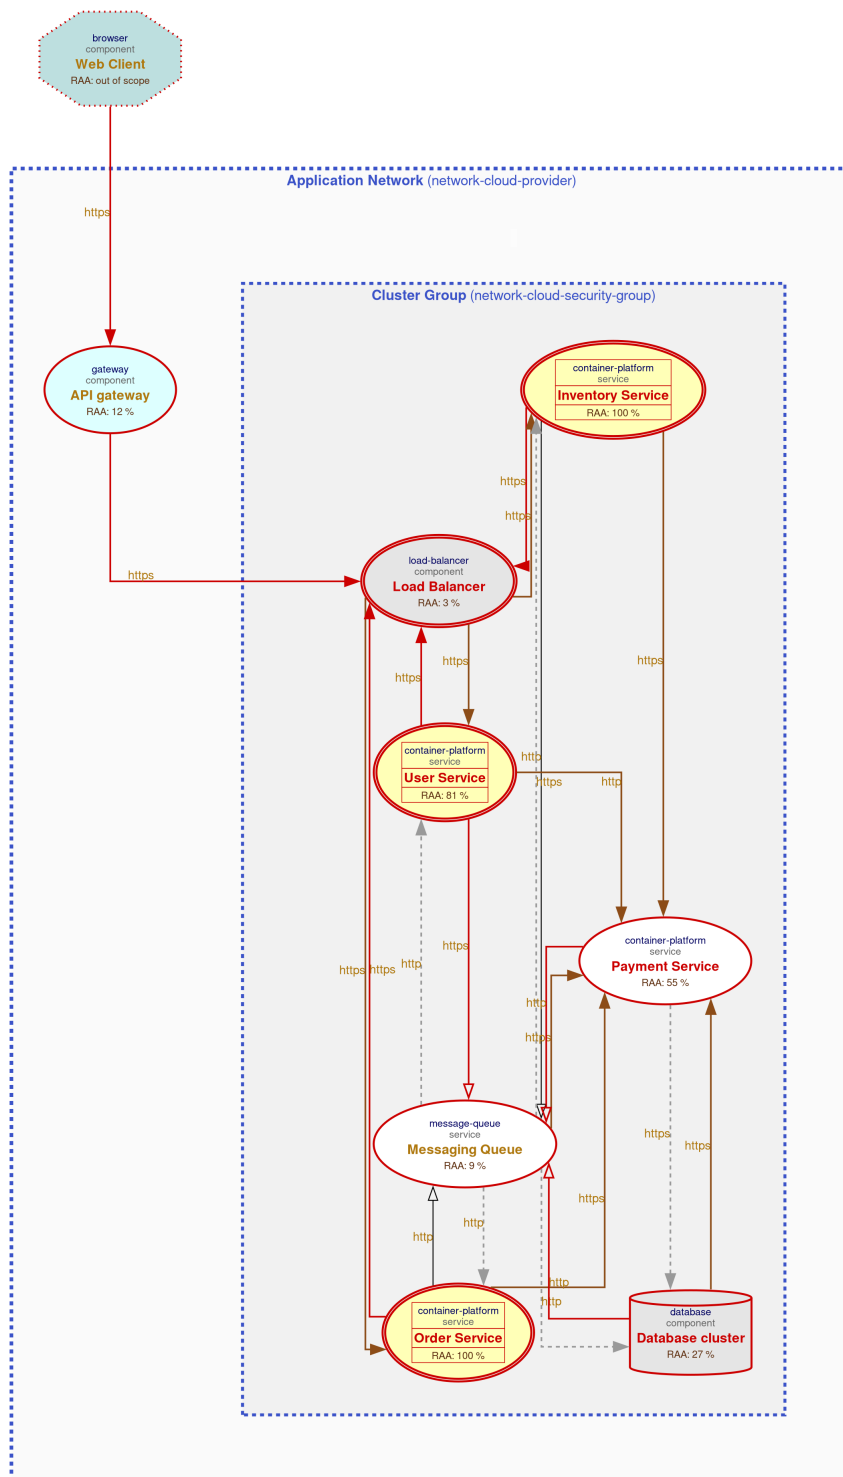 browser
component
Web Client
RAA: out of scope
Application Network (network-cloud-provider)
https
Cluster Group (network-cloud-security-group)
gateway
component
API gateway
RAA: 12 %
container-platform
service
Inventory Service
RAA: 100 %
https
https
https
load-balancer
component
Load Balancer
RAA: 3 %
https
https
https
container-platform
service
User Service
RAA: 81 %
http
https
http
container-platform
service
Payment Service
RAA: 55 %
https
https
http
https
https
message-queue
service
Messaging Queue
RAA: 9 %
https
https
https
http
http
http
http
container-platform
service
Order Service
RAA: 100 %
database
component
Database cluster
RAA: 27 %